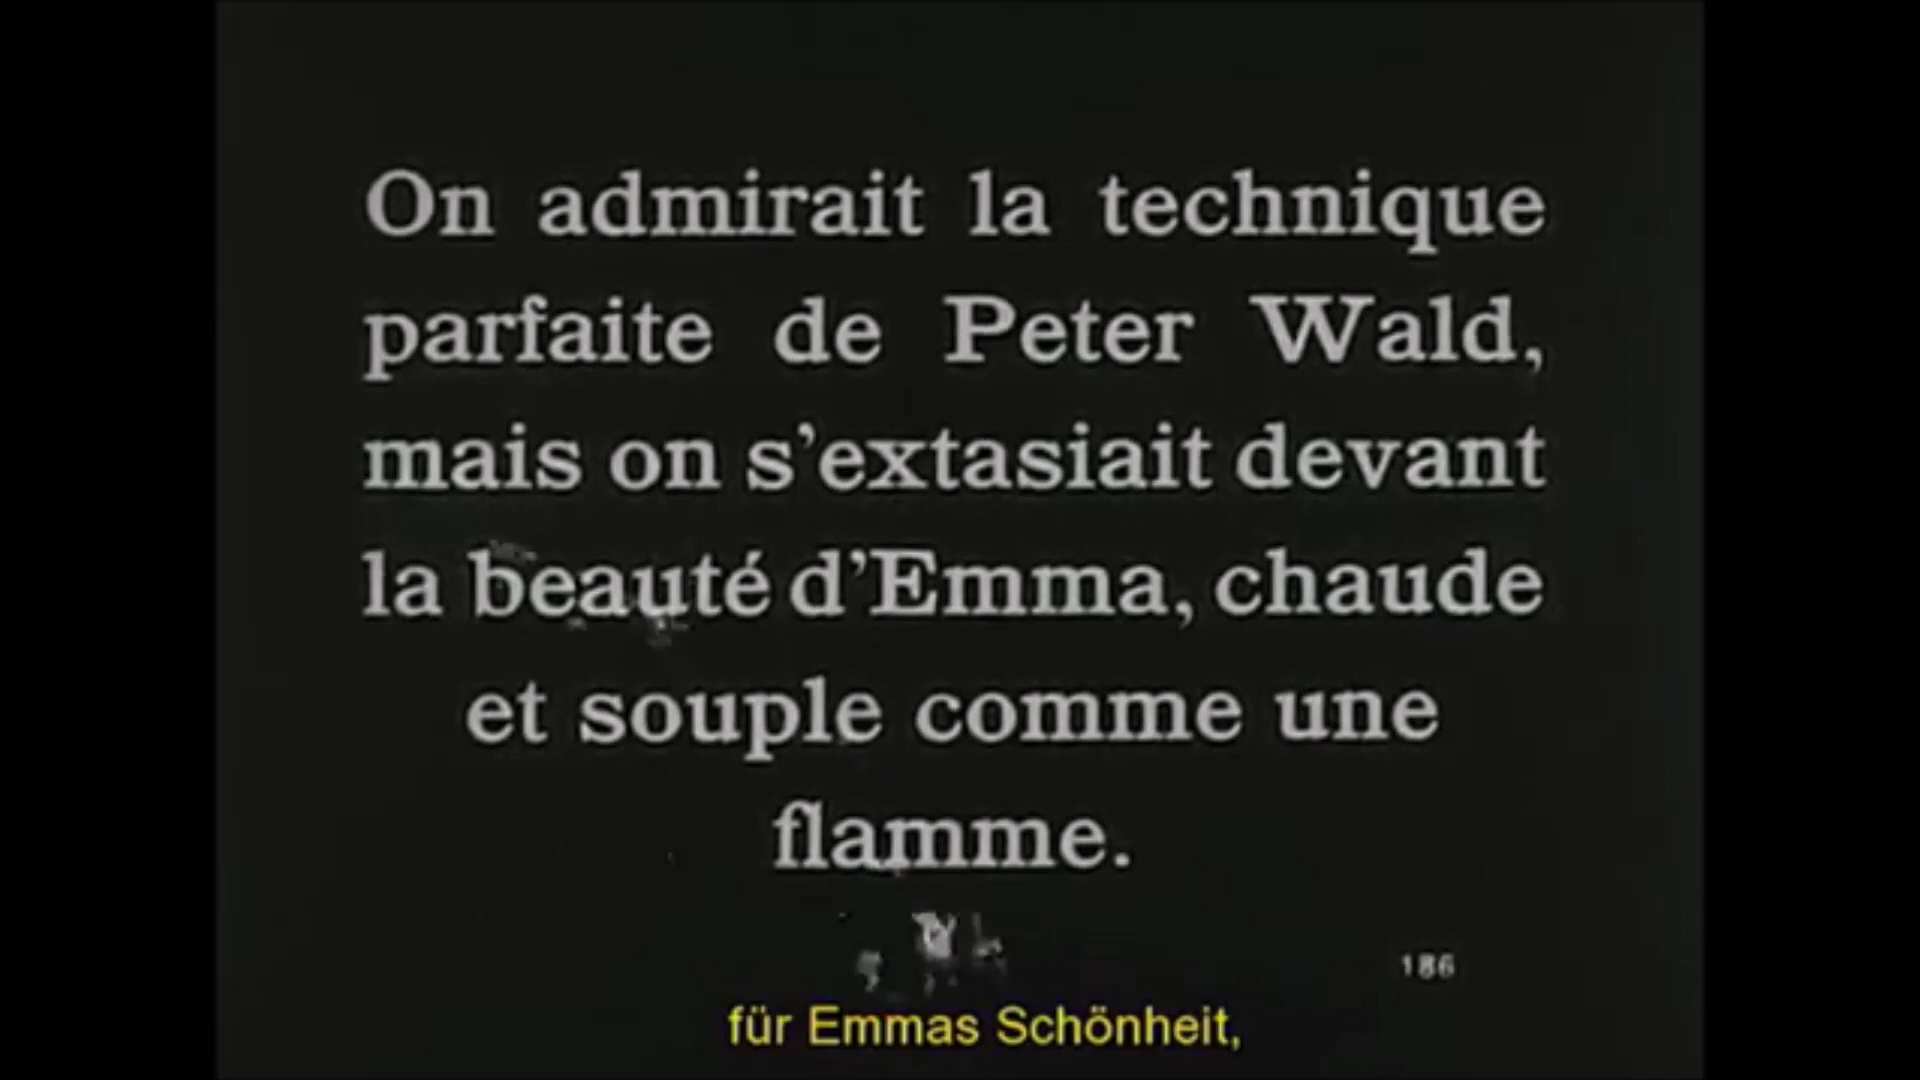 On admirait la technique
parfaite de Peter Wald,
mais on s'extasiait devant
la beauté d'Emma, chaude
et souple comme une
flamme.
186
für Emmas Schönheit,